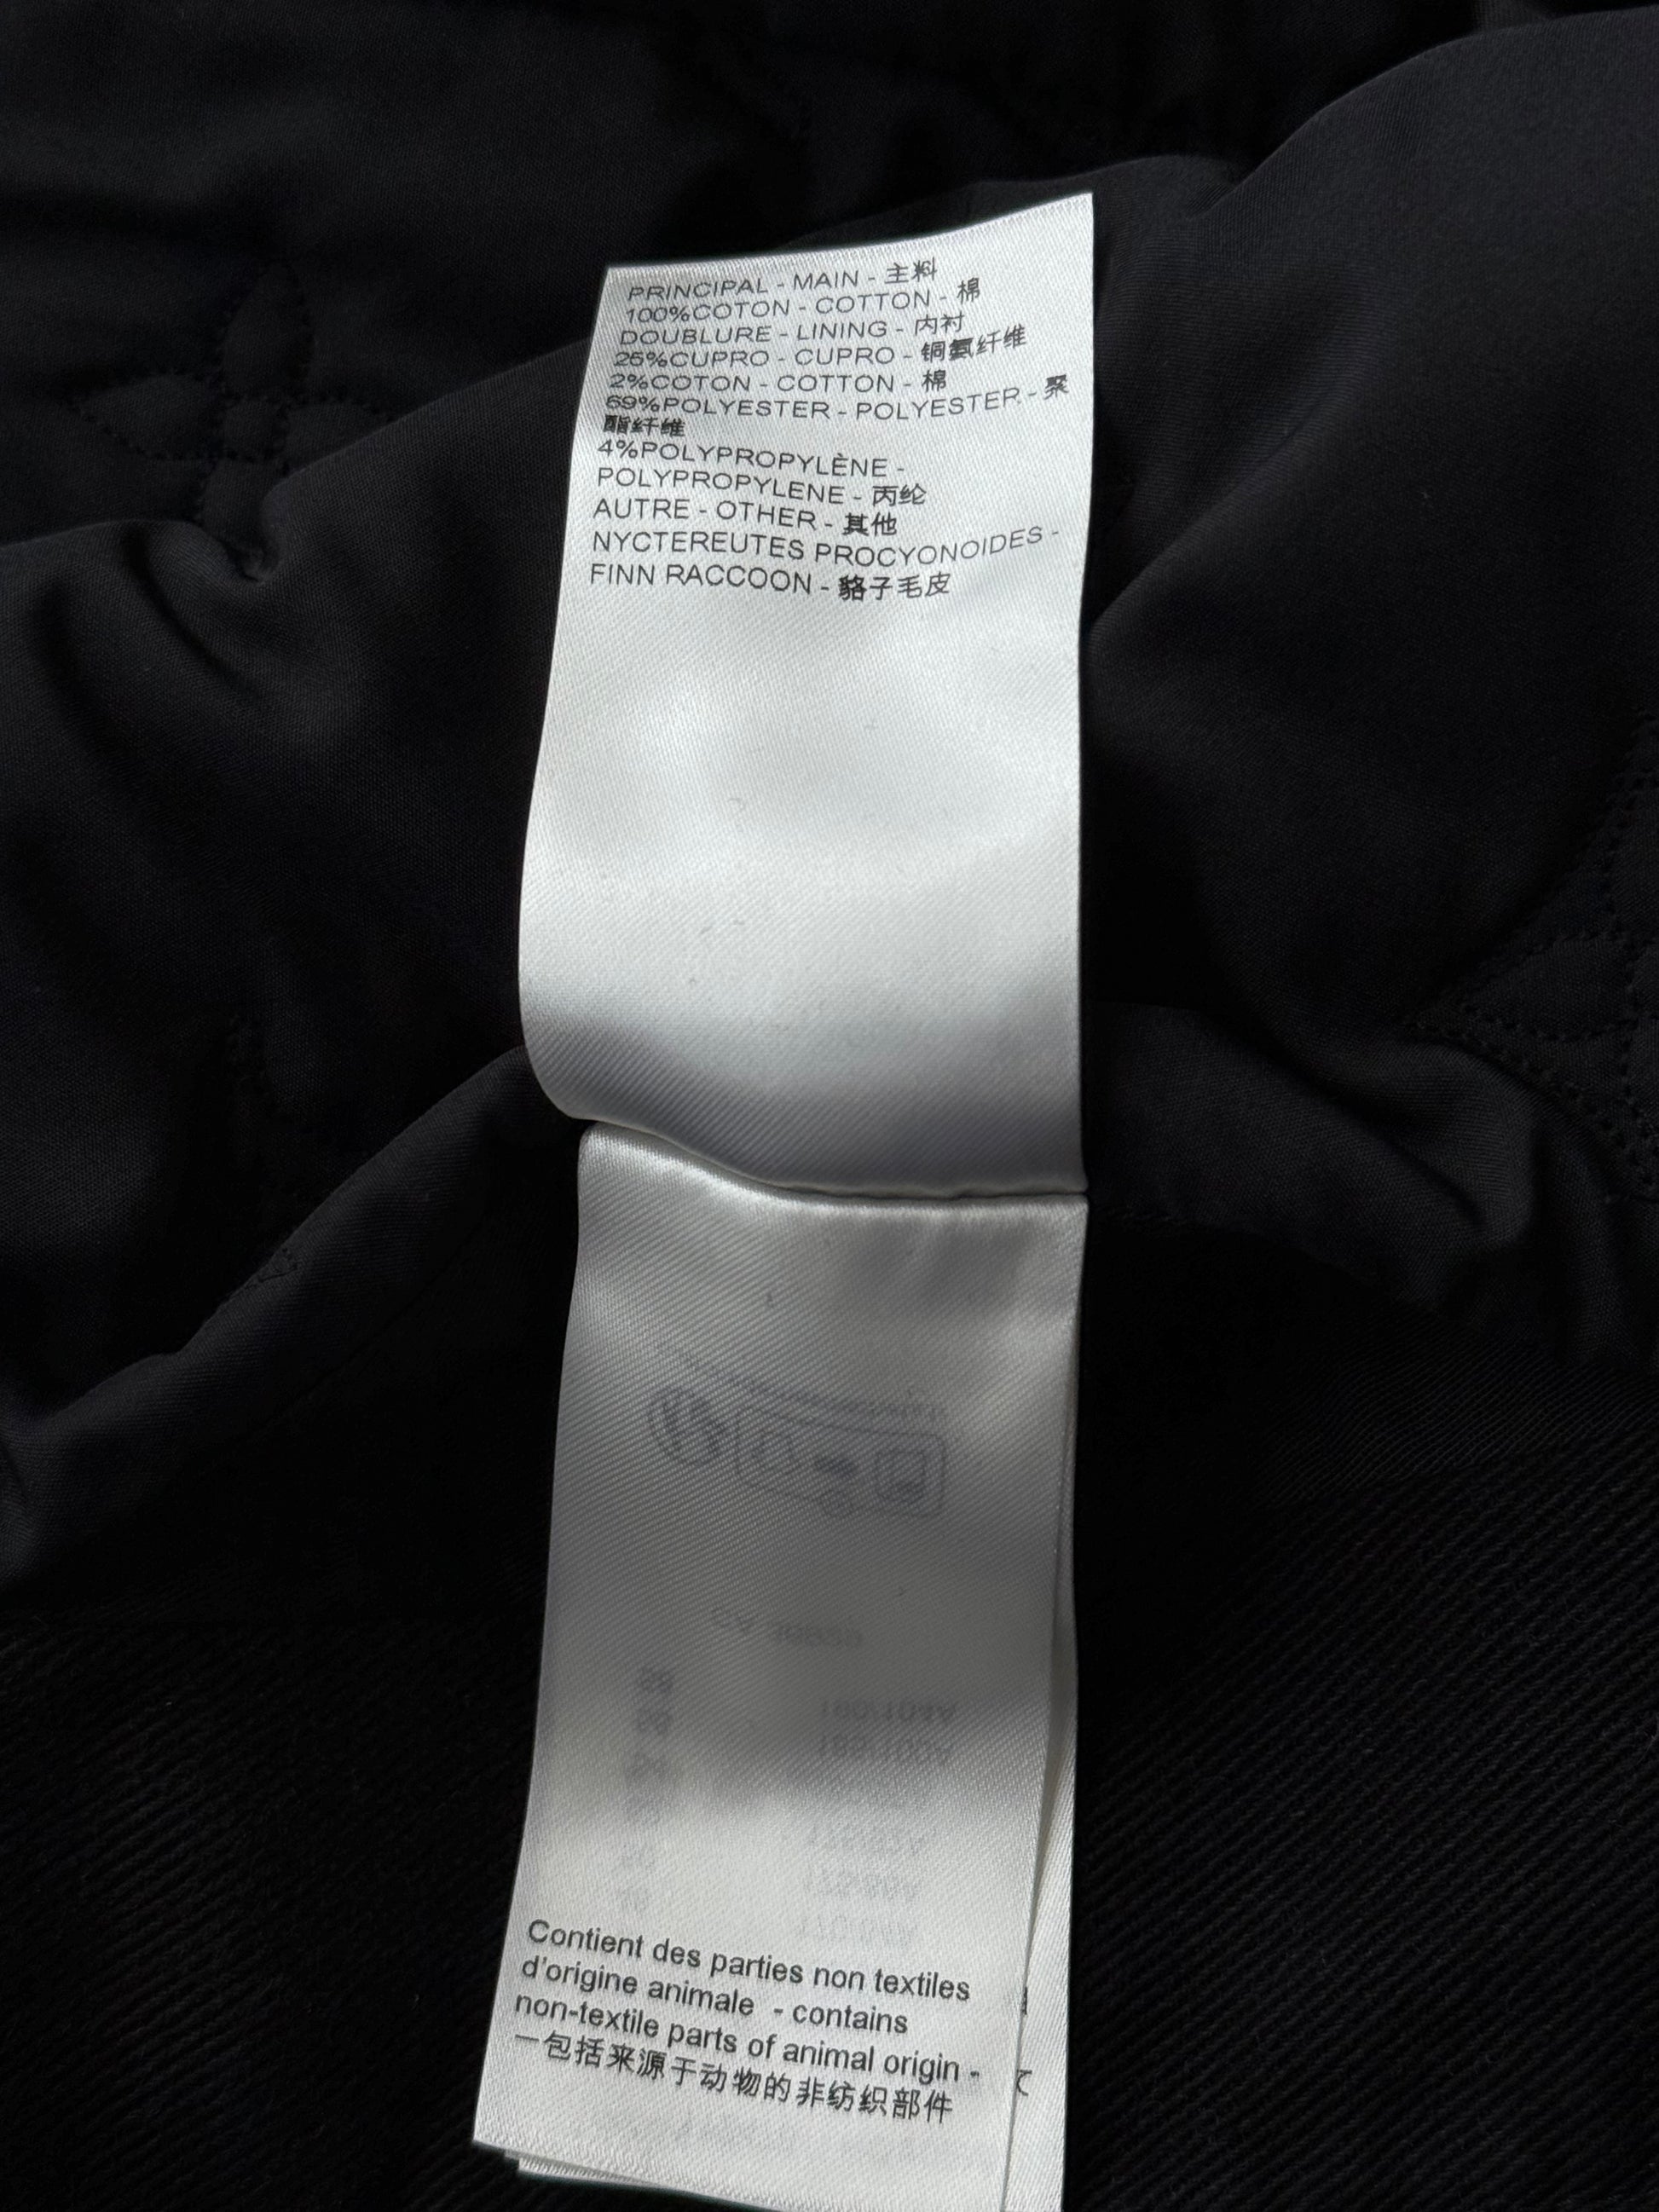 PRINCIPAL - MAIN - 主料
100%COTON - COTTON - 棉
DOUBLURE - LINING - 内衬
25%CUPRO - CUPRO - 铜氨纤维
2%COTON - COTTON - 棉
69%POLYESTER - POLYESTER - 聚
酯纤维
4%POLYPROPYLÈNE -
POLYPROPYLENE - 丙纶
AUTRE - OTHER - 其他
NYCTEREUTES PROCYONOIDES -
FINN RACCOON - 貉子毛皮
Contient des parties non textiles
d'origine animale - contains
non-textile parts of animal origin -
一包括来源于动物的非纺织部件